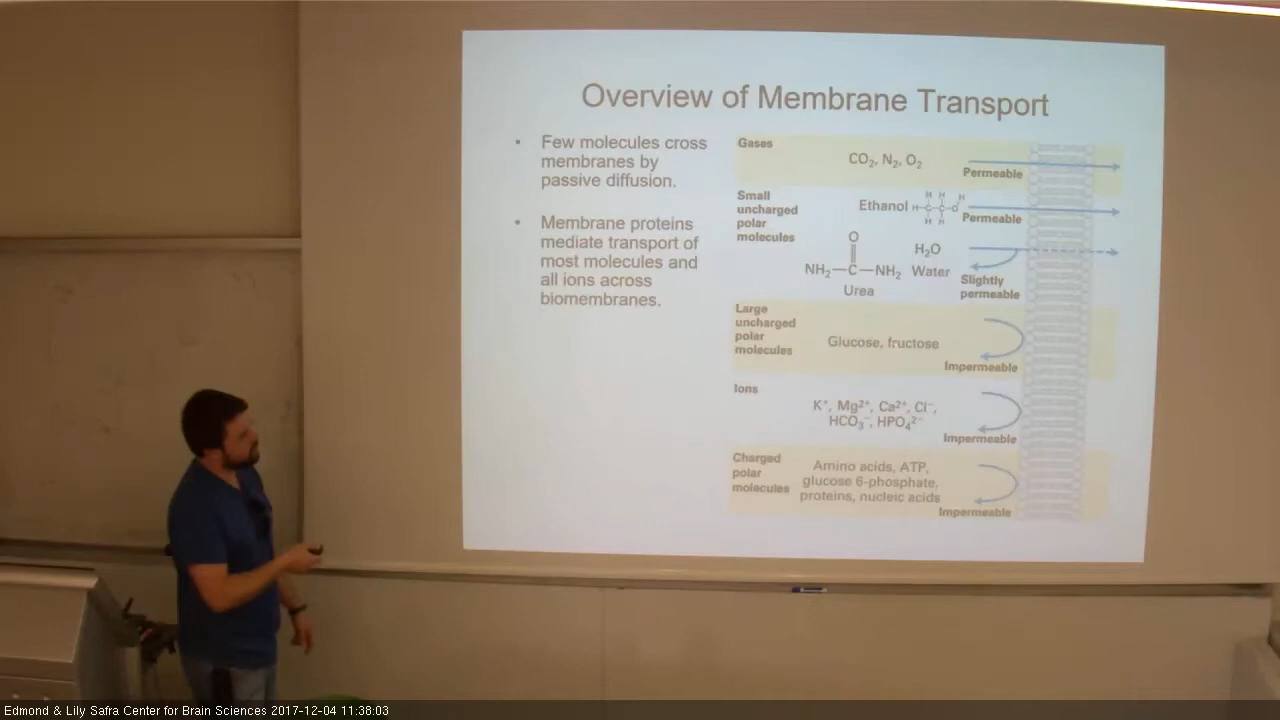 Overview of Membrane Transport
• Few molecules cross
membranes by
passive diffusion.
• Membrane proteins
mediate transport of
most molecules and
all ions across
biomembranes.
Gases
CO₂, N₂, O₂
Permeable
Small
uncharged
polar
molecules
Ethanol
H H H
H–C–C–O
H H
Permeable
O
NH₂–C–NH₂
Urea
H₂O
Water
Slightly
permeable
Large
uncharged
polar
molecules
Glucose, fructose
Impermeable
Ions
K⁺, Mg²⁺, Ca²⁺, Cl⁻,
HCO₃⁻, HPO₄²⁻
Impermeable
Charged
polar
molecules
Amino acids, ATP,
glucose 6-phosphate,
proteins, nucleic acids
Impermeable
Edmond & Lily Safra Center for Brain Sciences 2017-12-04 11:38:03